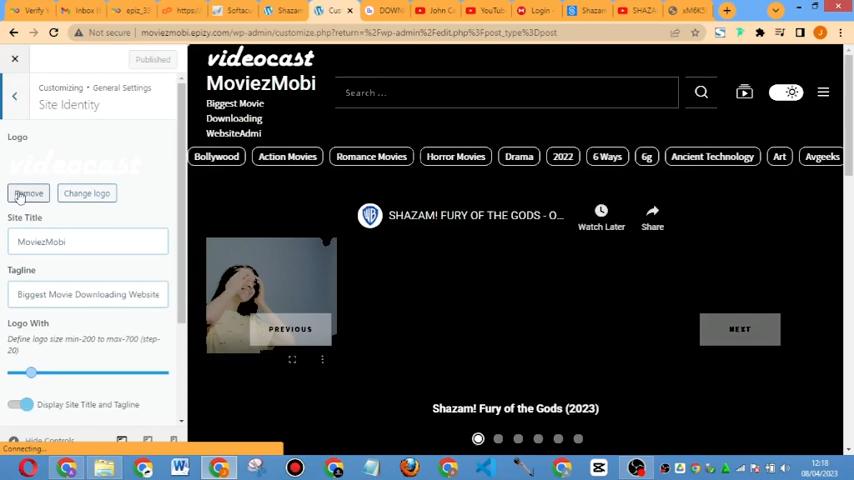 Verify Y
Inbox (
epiz_33
https://
Softacu
Shazam
Cus
DOWN
John C
YouTub
Login -
Shazam
SHAZA
xM6K5
Not secure
moviezmobi.epizy.com/wp-admin/customize.php?return=%2Fwp-admin%2Fedit.php%3Fpost_type%3Dpost
Published
Customizing General Settings
Site Identity
Logo
videocast
Remove
Change logo
Site Title
MoviezMobi
Tagline
Biggest Movie Downloading Website
Logo With
Define logo size min-200 to max-700 (step-
20)
Display Site Title and Tagline
Hide Controls
Connecting...
videocast
MoviezMobi
Biggest Movie
Downloading
WebsiteAdmi
Search ...
Bollywood
Action Movies
Romance Movies
Horror Movies
Drama
2022
6 Ways
6g
Ancient Technology
Art
Avgeeks
SHAZAM! FURY OF THE GODS - O...
Watch Later
Share
PREVIOUS
NEXT
Shazam! Fury of the Gods (2023)
12:18
08/04/2023